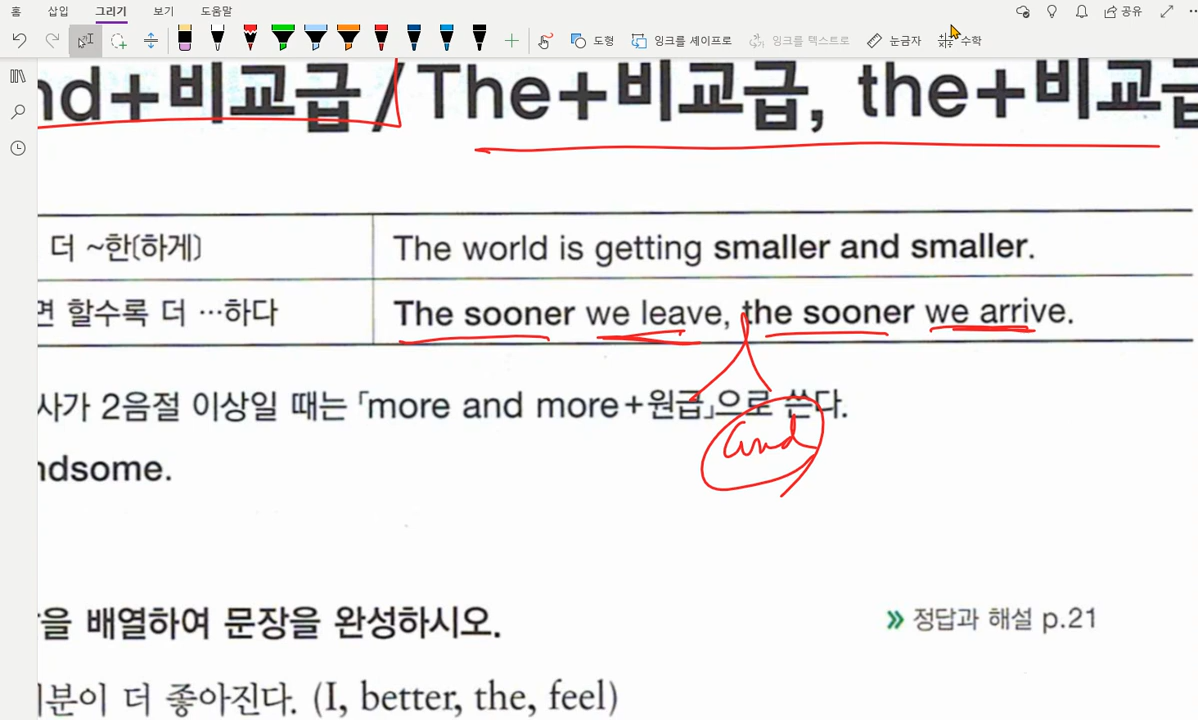 홈 삽입 그리기 보기 도움말 공유
도형 잉크를 셰이프로 잉크를 텍스트로 눈금자 수학
nd+비교급/The+비교급, the+비교급
더 ~한(하게) The world is getting smaller and smaller.
면 할수록 더 …하다 The sooner we leave, the sooner we arrive.
사가 2음절 이상일 때는 「more and more+원급」으로 쓴다.
and
ndsome.
을 배열하여 문장을 완성하시오.
정답과 해설 p.21
기분이 더 좋아진다. (I, better, the, feel)